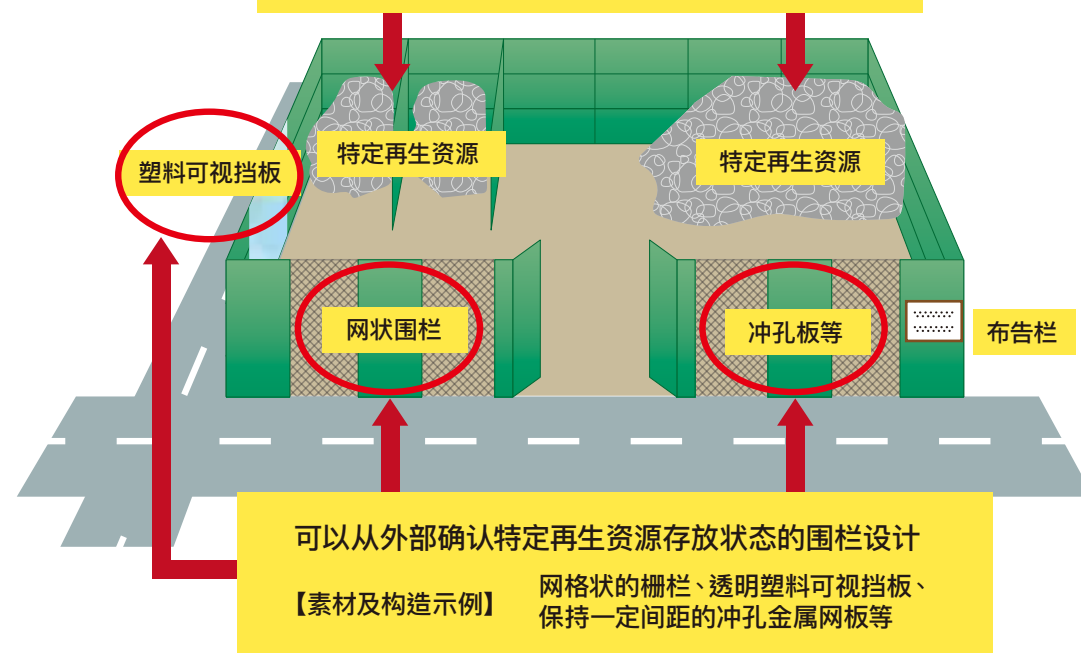 塑料可视挡板
特定再生资源
特定再生资源
网状围栏
冲孔板等
布告栏
可以从外部确认特定再生资源存放状态的围栏设计
【素材及构造示例】
网格状的栅栏、透明塑料可视挡板、
保持一定间距的冲孔金属网板等